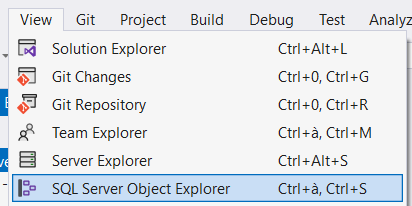 View Git Project Build Debug Test Analyz
Solution Explorer Ctrl+Alt+L
Git Changes Ctrl+0, Ctrl+G
Git Repository Ctrl+0, Ctrl+R
Team Explorer Ctrl+à, Ctrl+M
Server Explorer Ctrl+Alt+S
SQL Server Object Explorer Ctrl+à, Ctrl+S